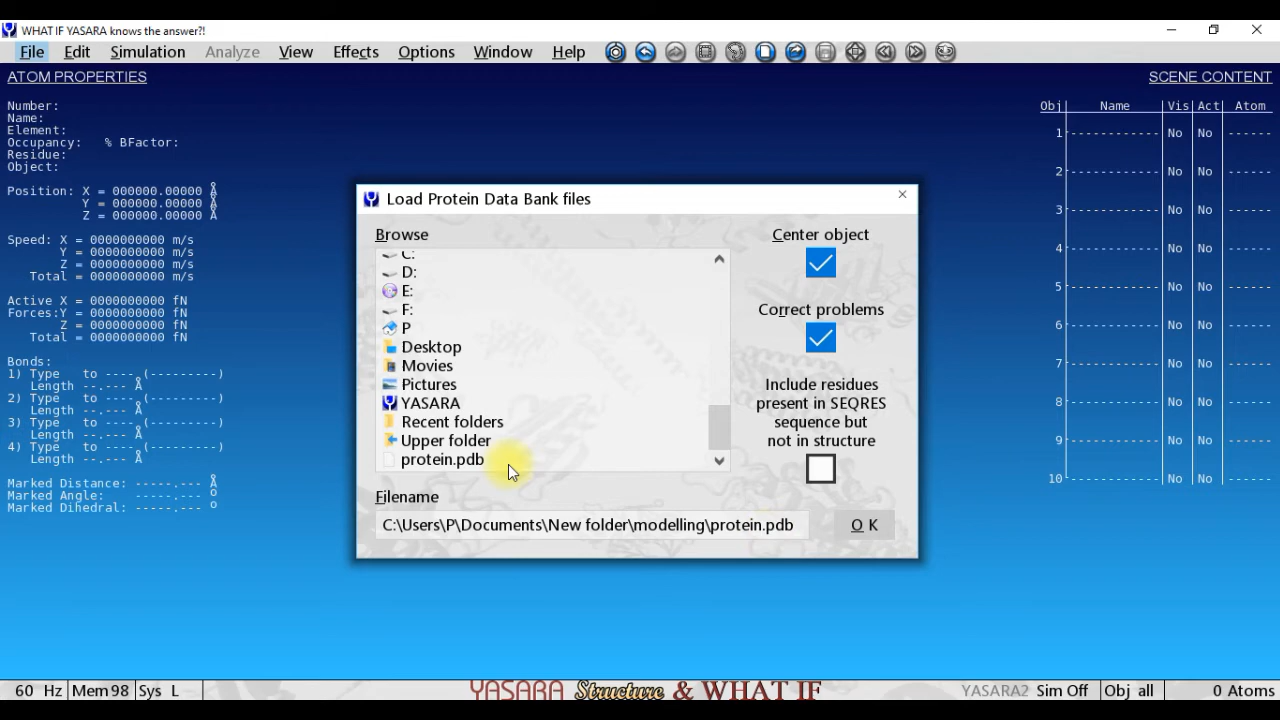 WHAT IF YASARA knows the answer?!
File Edit Simulation Analyze View Effects Options Window Help
ATOM PROPERTIES
Number:
Name:
Element:
Occupancy: % BFactor:
Residue:
Object:
Position: X = 000000.00000 Å
Y = 000000.00000 Å
Z = 000000.00000 Å
Speed: X = 0000000000 m/s
Y = 0000000000 m/s
Z = 0000000000 m/s
Total = 0000000000 m/s
Active X = 0000000000 fN
Forces:Y = 0000000000 fN
Z = 0000000000 fN
Total = 0000000000 fN
Bonds:
1) Type to ----(---------)
Length --.--- Å
2) Type to ----(---------)
Length --.--- Å
3) Type to ----(---------)
Length --.--- Å
4) Type to ----(---------)
Length --.--- Å
Marked Distance: -----.--- Å
Marked Angle: -----.--- o
Marked Dihedral: -----.--- o
Load Protein Data Bank files
Browse
C:
D:
E:
F:
P
Desktop
Movies
Pictures
YASARA
Recent folders
Upper folder
protein.pdb
Filename
C:\Users\P\Documents\New folder\modelling\protein.pdb
Center object
Correct problems
Include residues
present in SEQRES
sequence but
not in structure
O K
SCENE CONTENT
Obj Name Vis Act Atom
1 ------------ No No ------
2 ------------ No No ------
3 ------------ No No ------
4 ------------ No No ------
5 ------------ No No ------
6 ------------ No No ------
7 ------------ No No ------
8 ------------ No No ------
9 ------------ No No ------
10 ------------ No No ------
60 Hz Mem98 Sys L YASARA Structure & WHAT IF YASARA2 Sim Off Obj all 0 Atoms